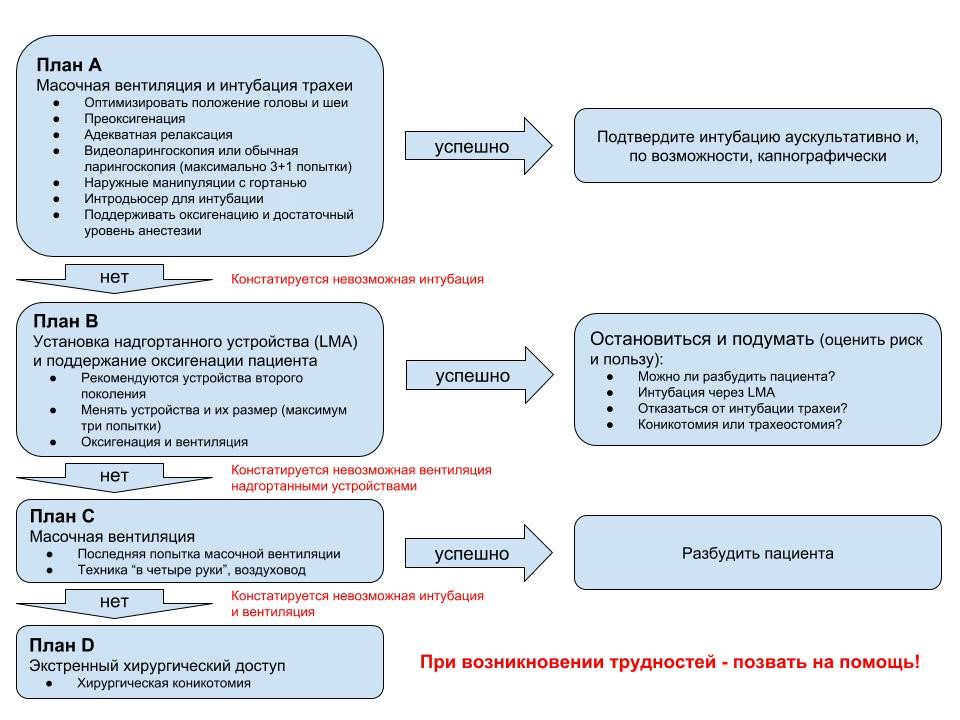 План А
Масочная вентиляция и интубация трахеи
● Оптимизировать положение головы и шеи
● Преоксигенация
● Адекватная релаксация
● Видеоларингоскопия или обычная
ларингоскопия (максимально 3+1 попытки)
● Наружные манипуляции с гортанью
● Интродьюсер для интубации
● Поддерживать оксигенацию и достаточный
уровень анестезии
успешно
Подтвердите интубацию аускультативно и,
по возможности, капнографически
нет
Констатируется невозможная интубация
План B
Установка надгортанного устройства (LMA)
и поддержание оксигенации пациента
● Рекомендуются устройства второго
поколения
● Менять устройства и их размер (максимум
три попытки)
● Оксигенация и вентиляция
успешно
Остановиться и подумать (оценить риск
и пользу):
● Можно ли разбудить пациента?
● Интубация через LMA
● Отказаться от интубации трахеи?
● Коникотомия или трахеостомия?
нет
Констатируется невозможная вентиляция
надгортанными устройствами
План C
Масочная вентиляция
● Последняя попытка масочной вентиляции
● Техника “в четыре руки”, воздуховод
успешно
Разбудить пациента
нет
Констатируется невозможная интубация
и вентиляция
План D
Экстренный хирургический доступ
● Хирургическая коникотомия
При возникновении трудностей - позвать на помощь!